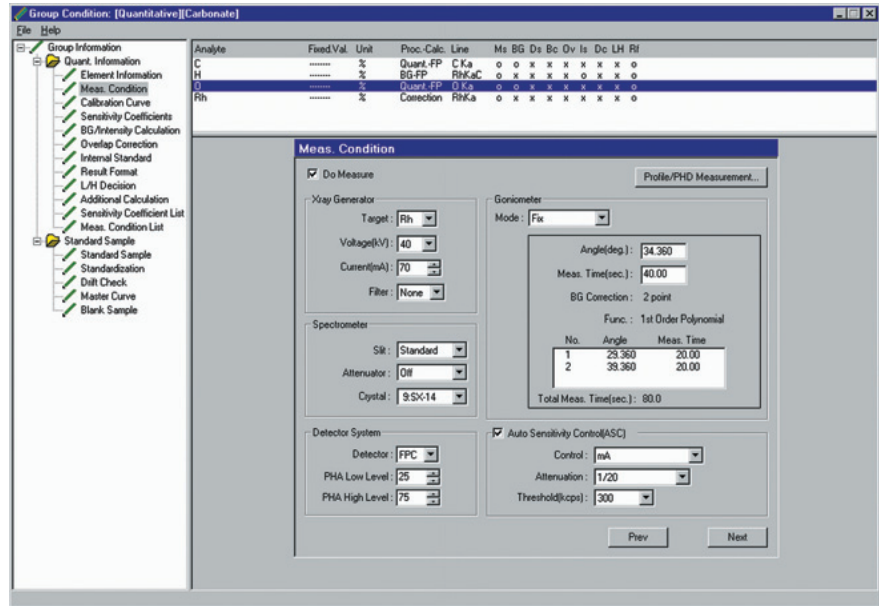 Group Condition: [Quantitative][Carbonate]
File Help
Group Information
Quant. Information
Element Information
Meas. Condition
Calibration Curve
Sensitivity Coefficients
BG/Intensity Calculation
Overlap Correction
Internal Standard
Result Format
L/H Decision
Additional Calculation
Sensitivity Coefficient List
Meas. Condition List
Standard Sample
Standard Sample
Standardization
Drift Check
Master Curve
Blank Sample
Analyte Fixed.Val. Unit Proc.-Calc. Line Ms BG Ds Bc Ov Is Dc LH Rf
C -------- % Quant.-FP C Ka o o x x x x x x o
H -------- % BG-FP RhKaC o x x x x o x x o
O -------- % Quant.-FP O Ka o o x x x x x x o
Rh -------- % Correction RhKa o x x x x x x x o
Meas. Condition
Do Measure
Profile/PHD Measurement...
Xray Generator
Target : Rh
Voltage(kV) : 40
Current(mA) : 70
Filter : None
Goniometer
Mode : Fix
Angle(deg.) : 34.360
Meas. Time(sec.) : 40.00
BG Correction : 2 point
Func. : 1st Order Polynomial
No. Angle Meas. Time
1 29.360 20.00
2 39.360 20.00
Total Meas. Time(sec.) : 80.0
Spectrometer
Slit : Standard
Attenuator : Off
Crystal : 9:SX-14
Detector System
Detector : FPC
PHA Low Level : 25
PHA High Level : 75
Auto Sensitivity Control(ASC)
Control : mA
Attenuation : 1/20
Threshold(kcps) : 300
Prev Next